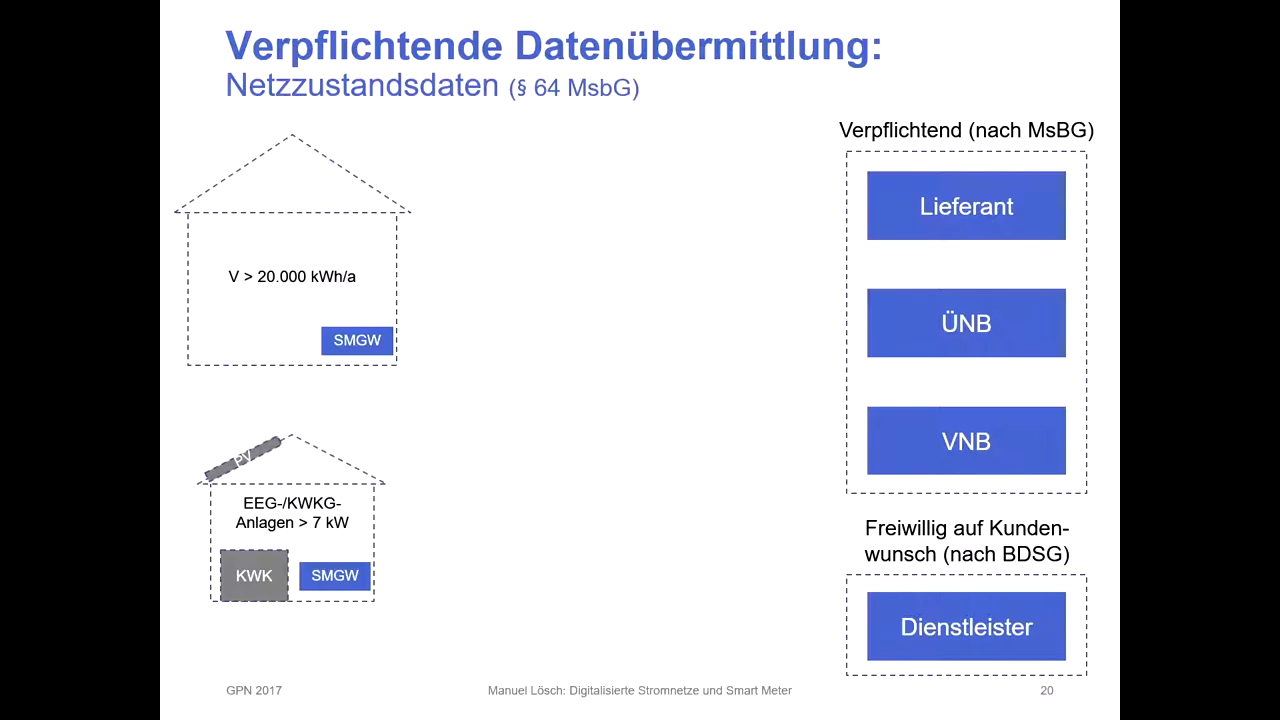 Verpflichtende Datenübermittlung:
Netzzustandsdaten (§ 64 MsbG)
V > 20.000 kWh/a
SMGW
PV
EEG-/KWKG-
Anlagen > 7 kW
KWK
SMGW
Verpflichtend (nach MsBG)
Lieferant
ÜNB
VNB
Freiwillig auf Kunden-
wunsch (nach BDSG)
Dienstleister
GPN 2017
Manuel Lösch: Digitalisierte Stromnetze und Smart Meter
20